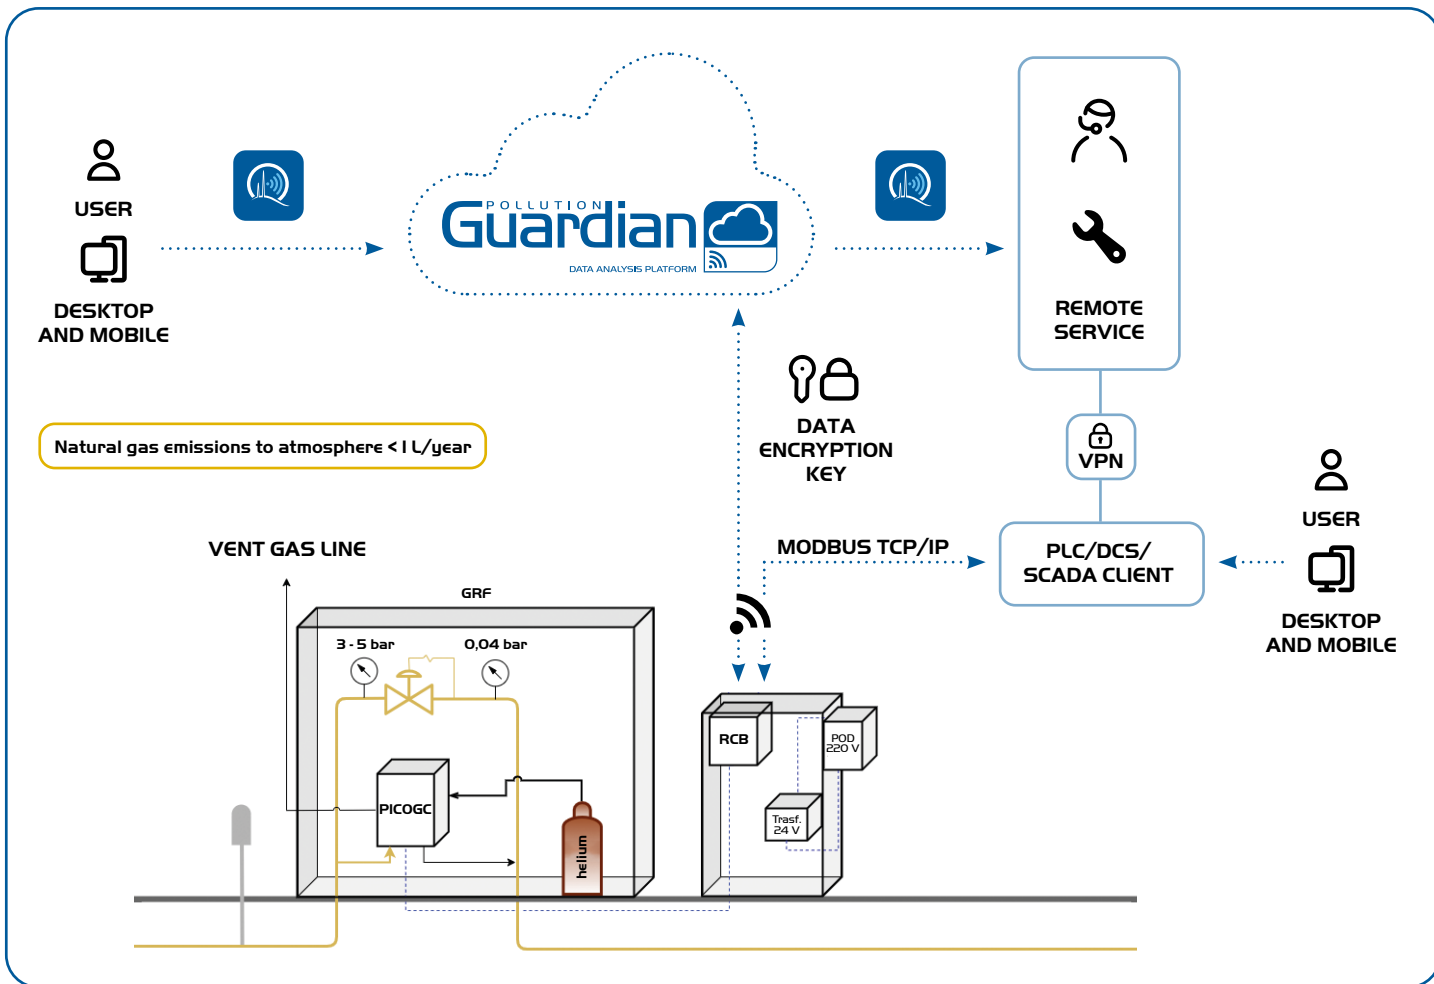 USER
DESKTOP
AND MOBILE
POLLUTION
Guardian
DATA ANALYSIS PLATFORM
REMOTE
SERVICE
DATA
ENCRYPTION
KEY
VPN
Natural gas emissions to atmosphere < 1 L/year
USER
DESKTOP
AND MOBILE
MODBUS TCP/IP
PLC/DCS/
SCADA CLIENT
VENT GAS LINE
GRF
3 - 5 bar
0,04 bar
PICOGC
helium
RCB
POD
220 V
Trasf.
24 V